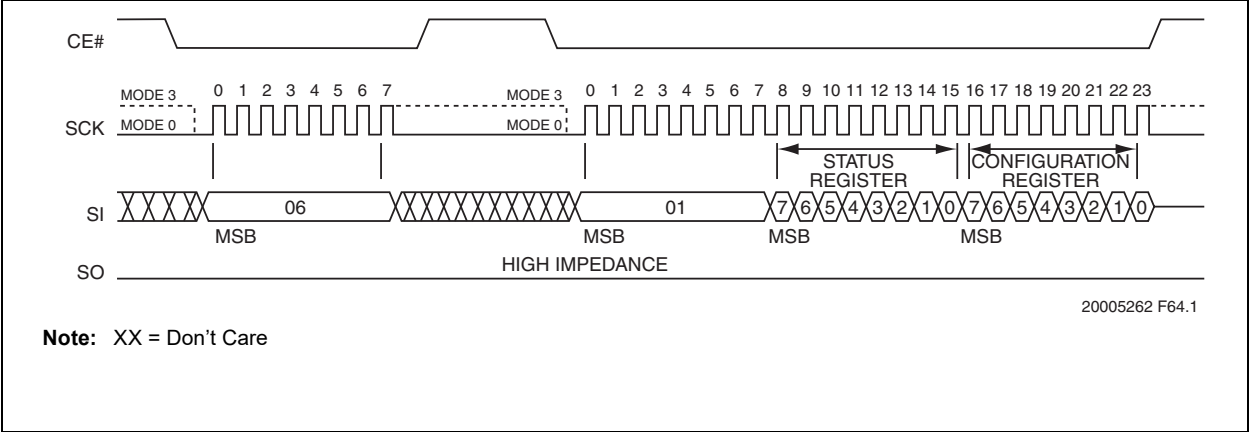 CE#
MODE 3 0 1 2 3 4 5 6 7 MODE 3 0 1 2 3 4 5 6 7 8 9 10 11 12 13 14 15 16 17 18 19 20 21 22 23
SCK MODE 0 MODE 0
STATUS REGISTER
CONFIGURATION REGISTER
SI 06 01 7 6 5 4 3 2 1 0 7 6 5 4 3 2 1 0
MSB MSB MSB MSB
HIGH IMPEDANCE
SO
20005262 F64.1
Note: XX = Don't Care